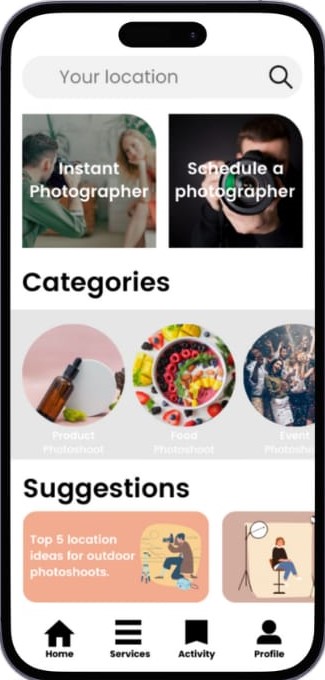 Your location
Instant
Photographer
Schedule a
photographer
Categories
Product
Photoshoot
Food
Photoshoot
Event
Photosho
Suggestions
Top 5 location
ideas for outdoor
photoshoots.
Home
Services
Activity
Profile